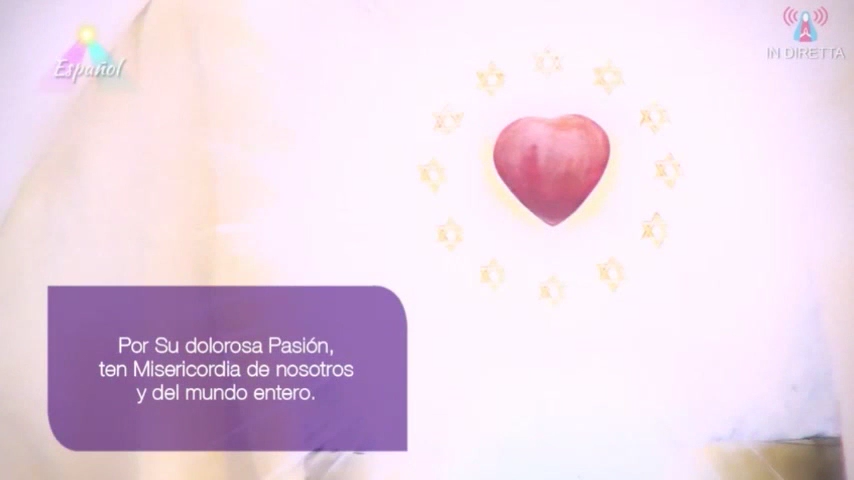 Español
IN DIRETTA
Por Su dolorosa Pasión,
ten Misericordia de nosotros
y del mundo entero.